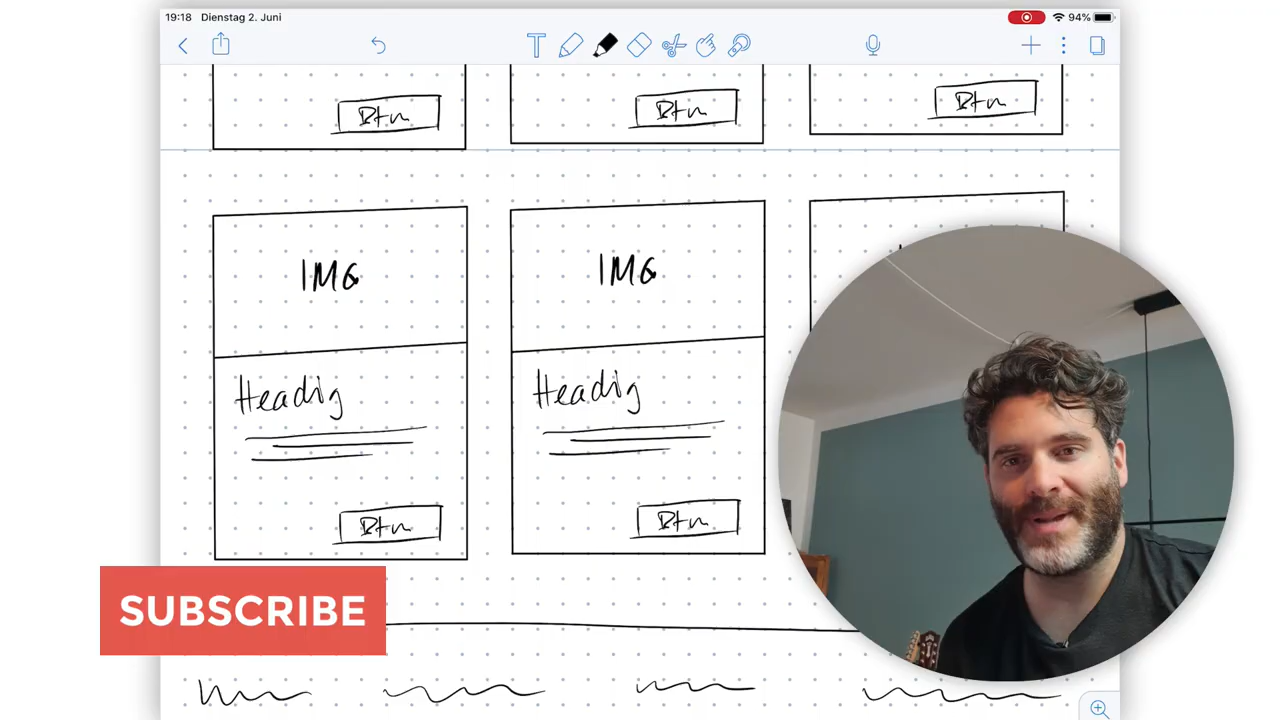 19:18 Dienstag 2. Juni 94%
T
Btn Btn Btn
IMG IMG
Headig Headig
Btn Btn
SUBSCRIBE